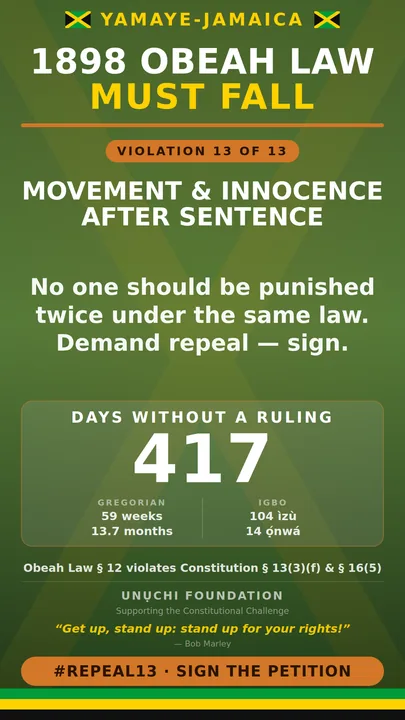 YAMAYE-JAMAICA
1898 OBEAH LAW
MUST FALL
VIOLATION 13 OF 13
MOVEMENT & INNOCENCE
AFTER SENTENCE
No one should be punished
twice under the same law.
Demand repeal — sign.
DAYS WITHOUT A RULING
417
GREGORIAN
59 weeks
13.7 months
IGBO
104 ìzù
14 ọ́nwá
Obeah Law § 12 violates Constitution § 13(3)(f) & § 16(5)
UNỤCHI FOUNDATION
Supporting the Constitutional Challenge
“Get up, stand up: stand up for your rights!”
— Bob Marley
#REPEAL13 · SIGN THE PETITION